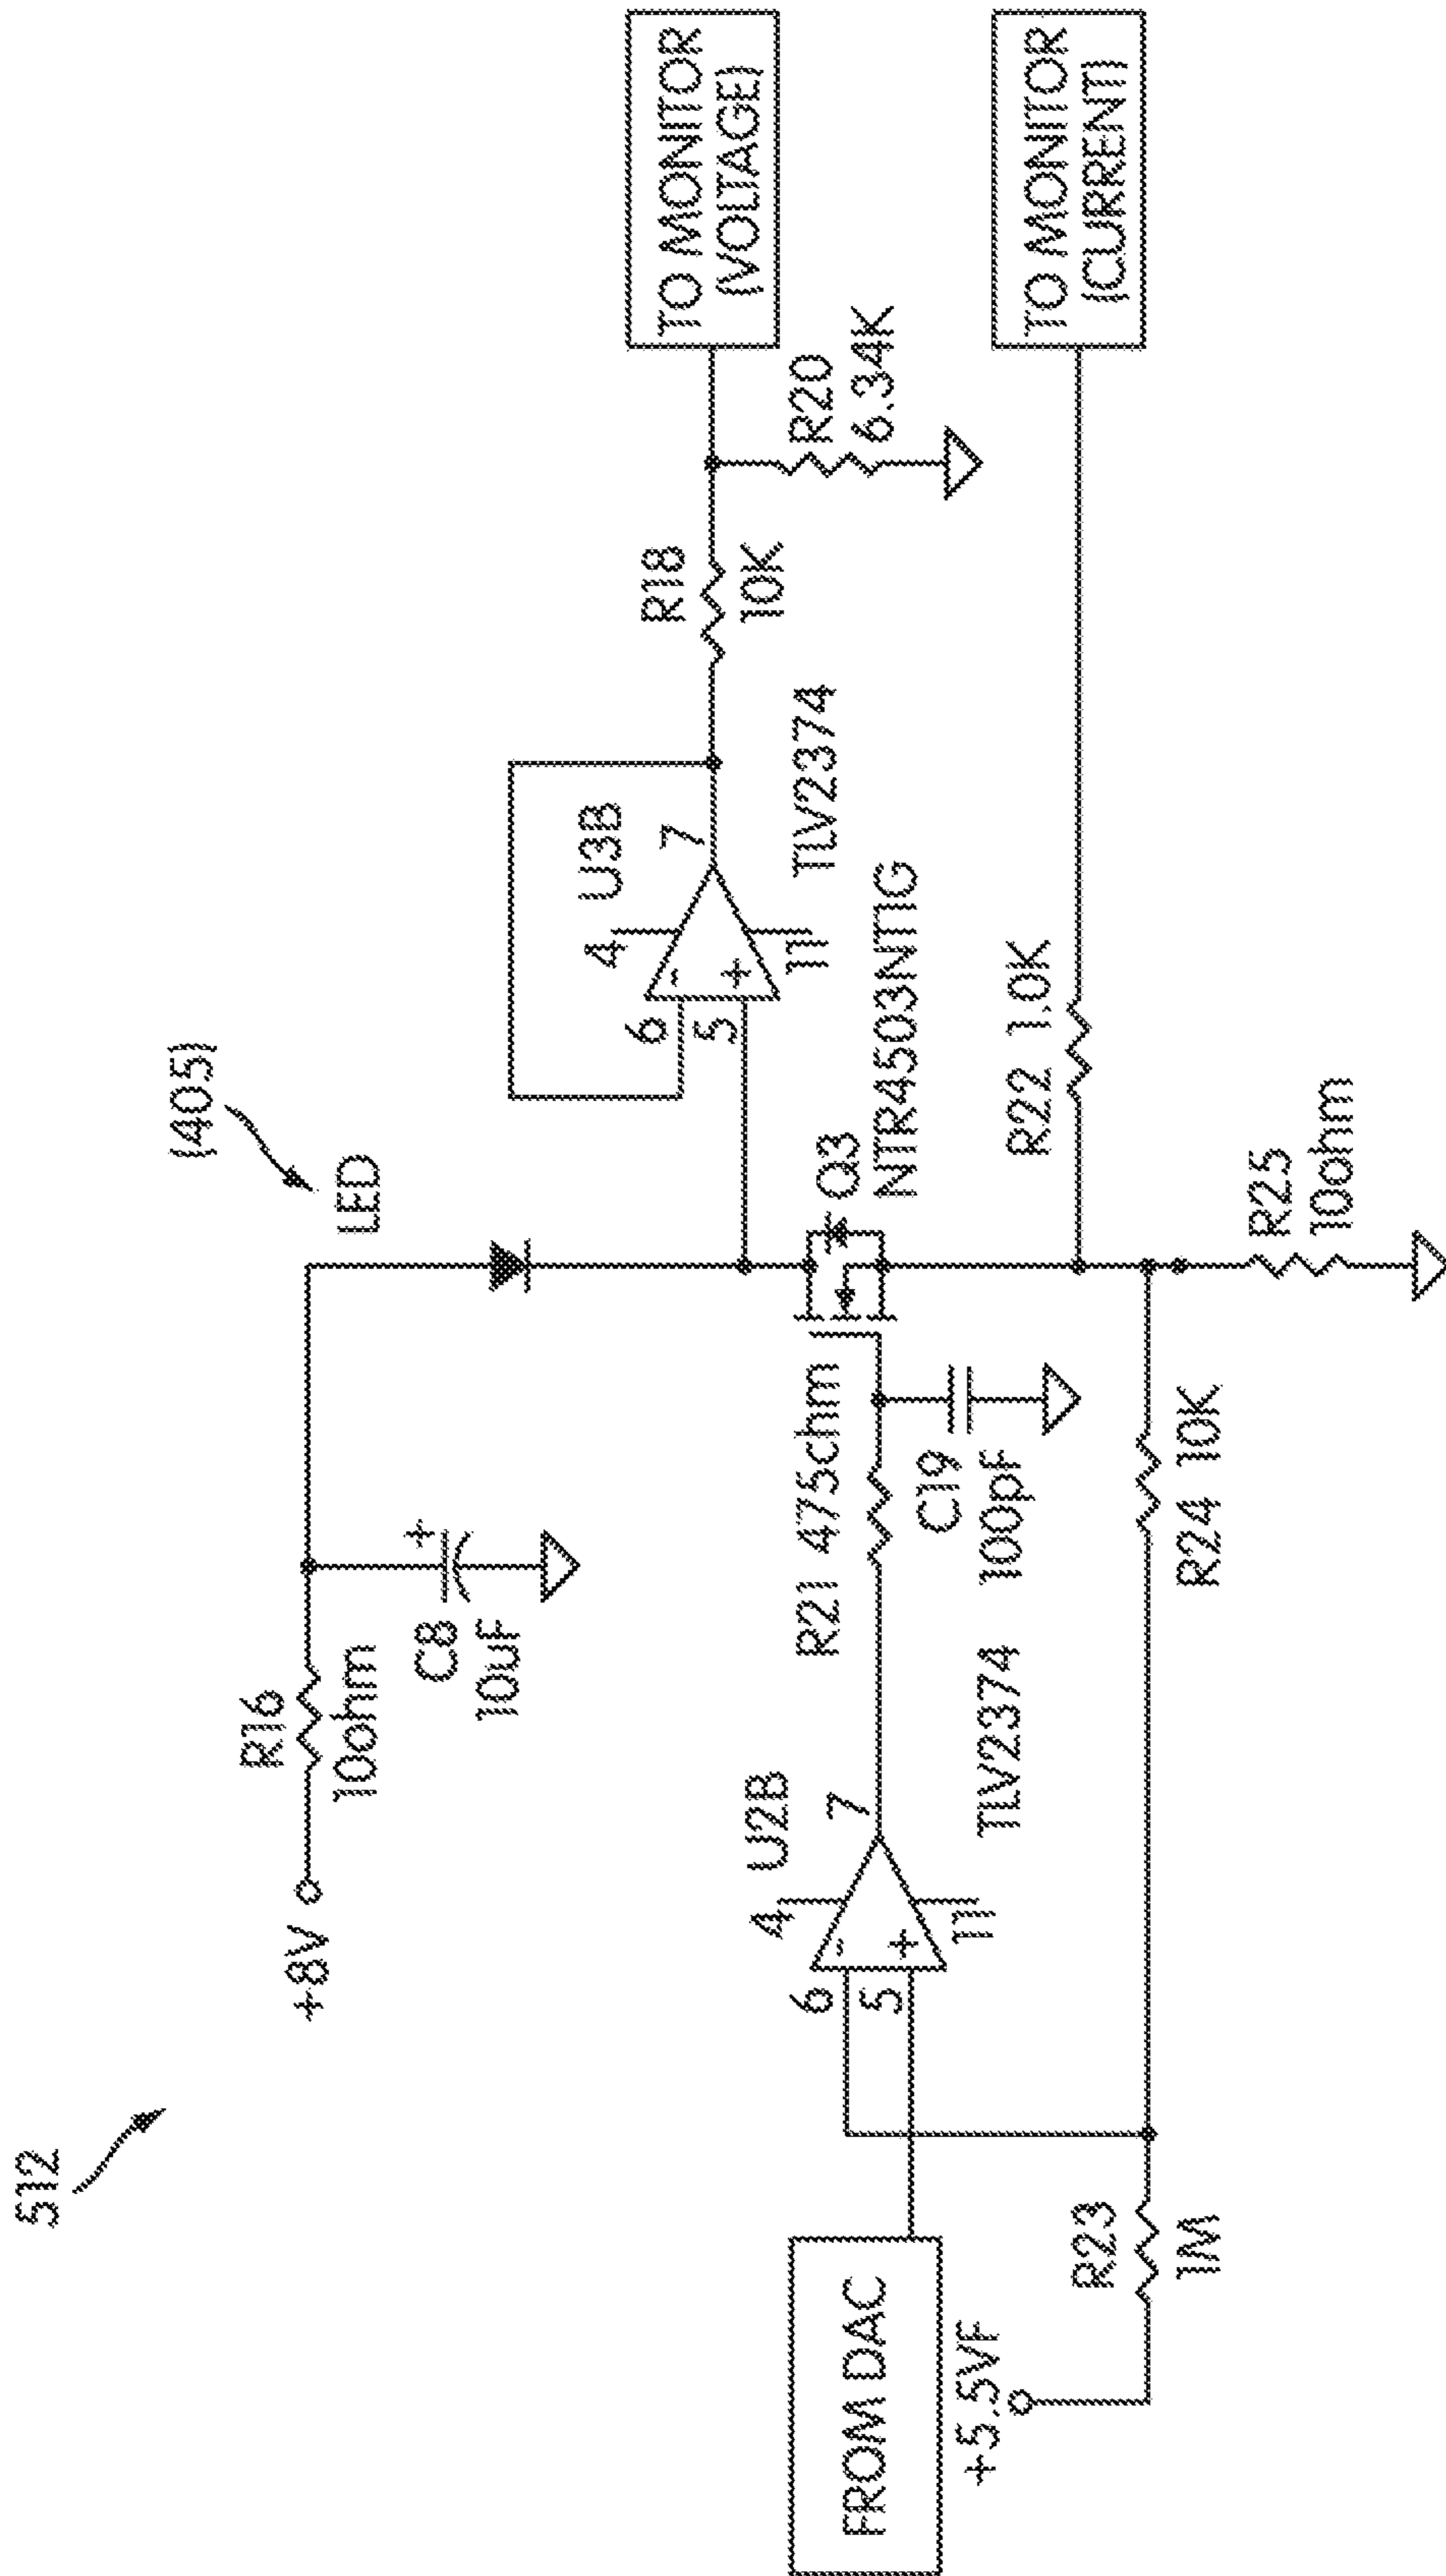 512
(405)
+8V
R16
10ohm
C8
10uF
LED
U3B
4
6
7
5
11
TLV2374
R18
10K
R20
6.34K
TO MONITOR
(VOLTAGE)
FROM DAC
U2B
4
6
7
5
11
TLV2374
R21 475chm
C19
100pF
Q3
NTR4503NT1G
R22 1.0K
TO MONITOR
(CURRENT)
+5.5VF
R23
1M
R24 10K
R25
10ohm